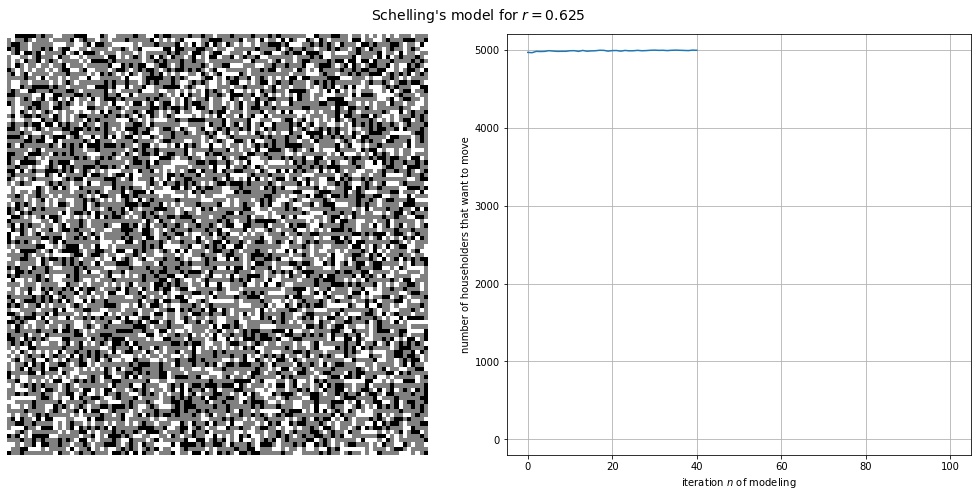 Schelling's model for r = 0.625
5000
4000
3000
2000
1000
0
number of householders that want to move
0 20 40 60 80 100
iteration n of modeling